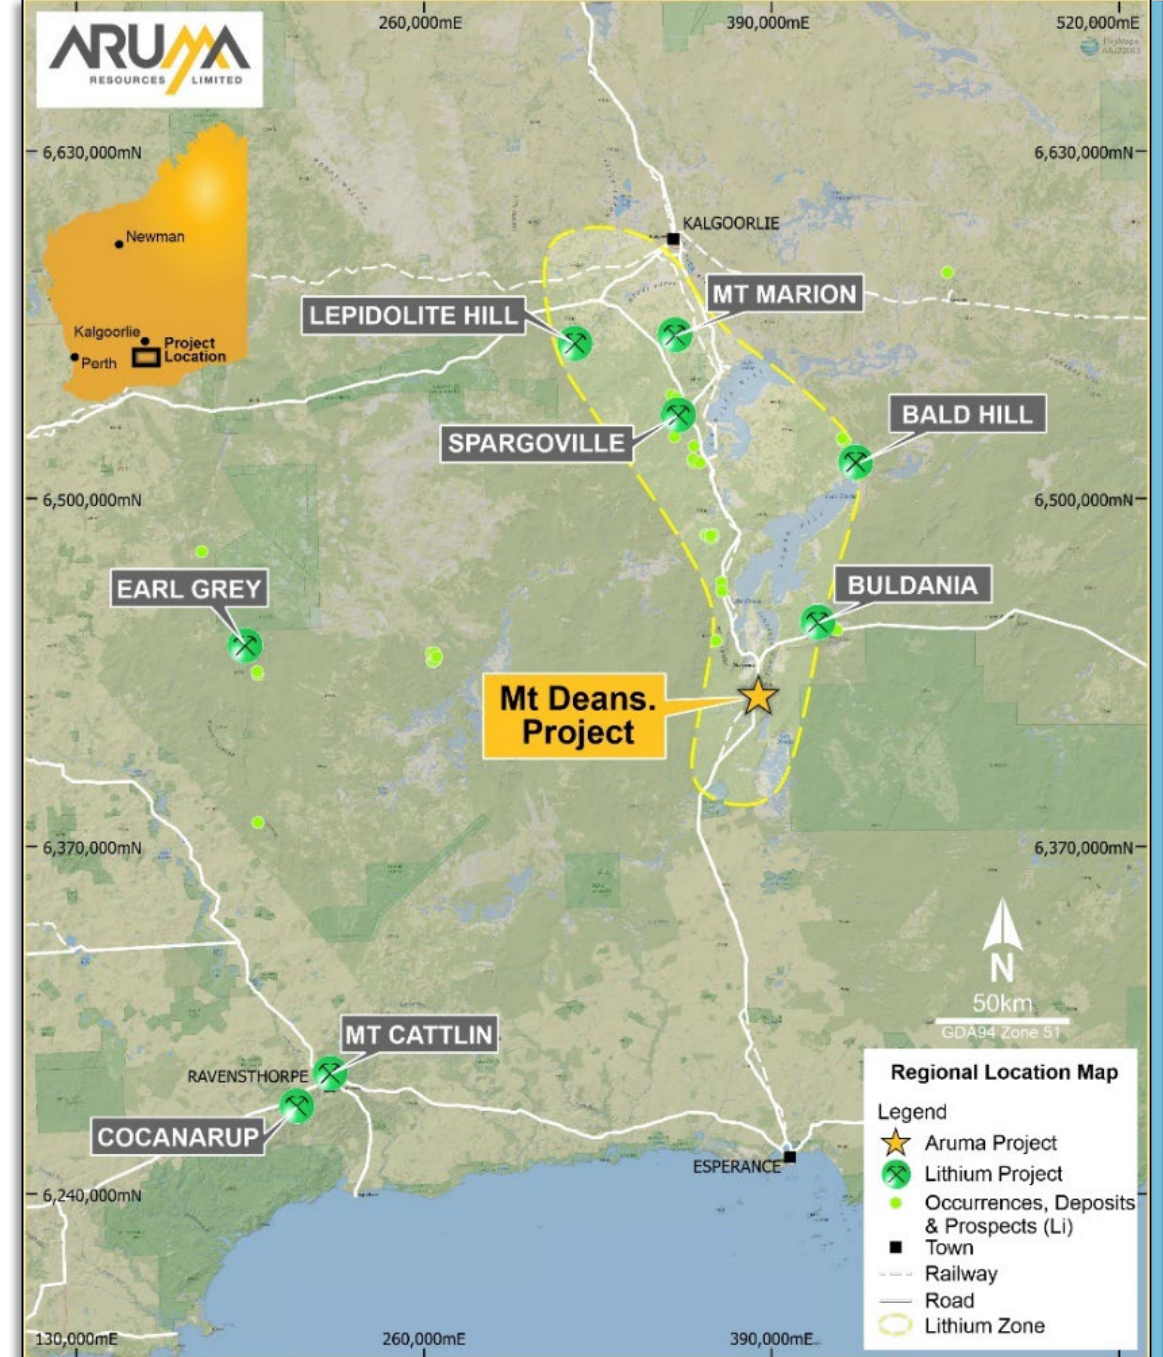 260,000mE
390,000mE
520,000mE
ARUMA
RESOURCES LIMITED
6,630,000mN
6,630,000mN
Newman
Kalgoorlie
Project
Location
Perth
KALGOORLIE
MT MARION
LEPIDOLITE HILL
SPARGOVILLE
BALD HILL
6,500,000mN
6,500,000mN
EARL GREY
BULDANIA
Mt Deans.
Project
6,370,000mN
6,370,000mN
N
50km
GDA94 Zone 51
MT CATTLIN
RAVENSTHORPE
COCANARUP
ESPERANCE
6,240,000mN
Regional Location Map
Legend
Aruma Project
Lithium Project
Occurrences, Deposits
& Prospects (Li)
Town
Railway
Road
Lithium Zone
130,000mE
260,000mE
390,000mE